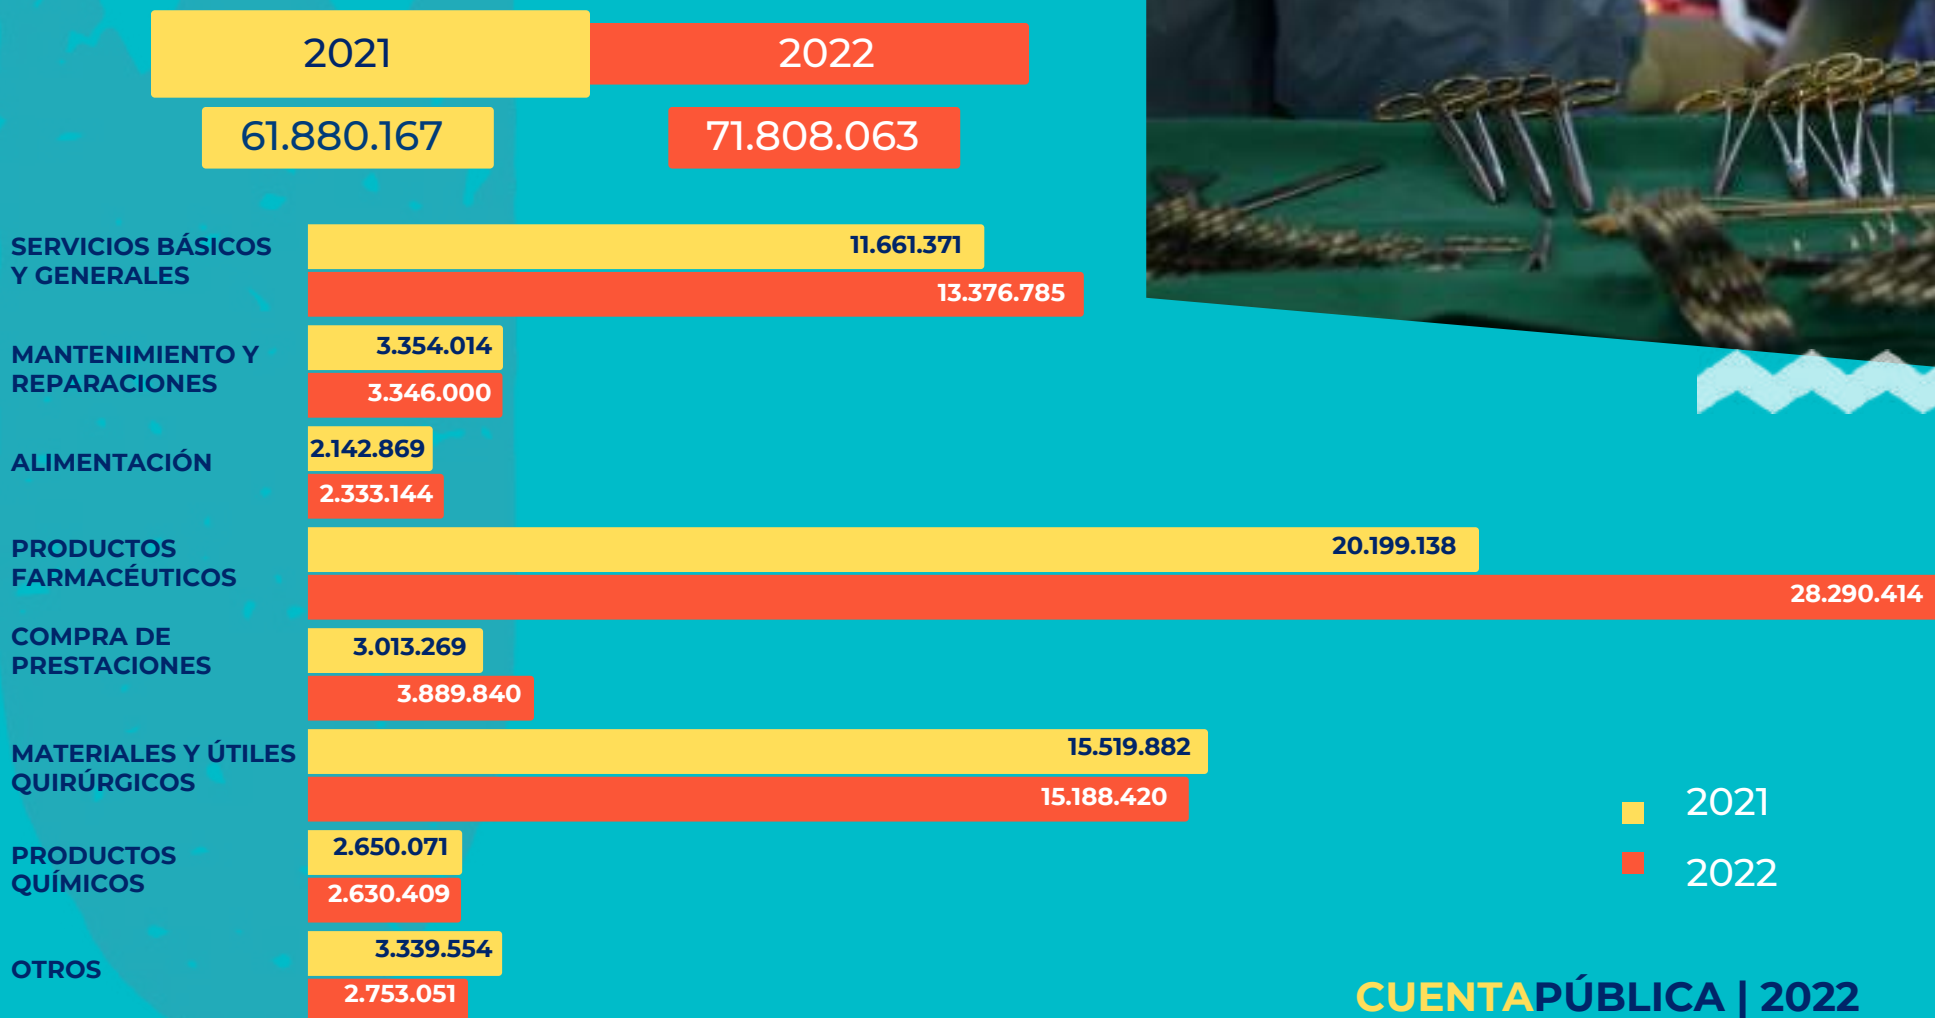 2021
2022
61.880.167
71.808.063
SERVICIOS BÁSICOS
Y GENERALES
11.661.371
13.376.785
MANTENIMIENTO Y
REPARACIONES
3.354.014
3.346.000
ALIMENTACIÓN
2.142.869
2.333.144
PRODUCTOS
FARMACÉUTICOS
20.199.138
28.290.414
COMPRA DE
PRESTACIONES
3.013.269
3.889.840
MATERIALES Y ÚTILES
QUIRÚRGICOS
15.519.882
15.188.420
PRODUCTOS
QUÍMICOS
2.650.071
2.630.409
OTROS
3.339.554
2.753.051
2021
2022
CUENTAPÚBLICA | 2022